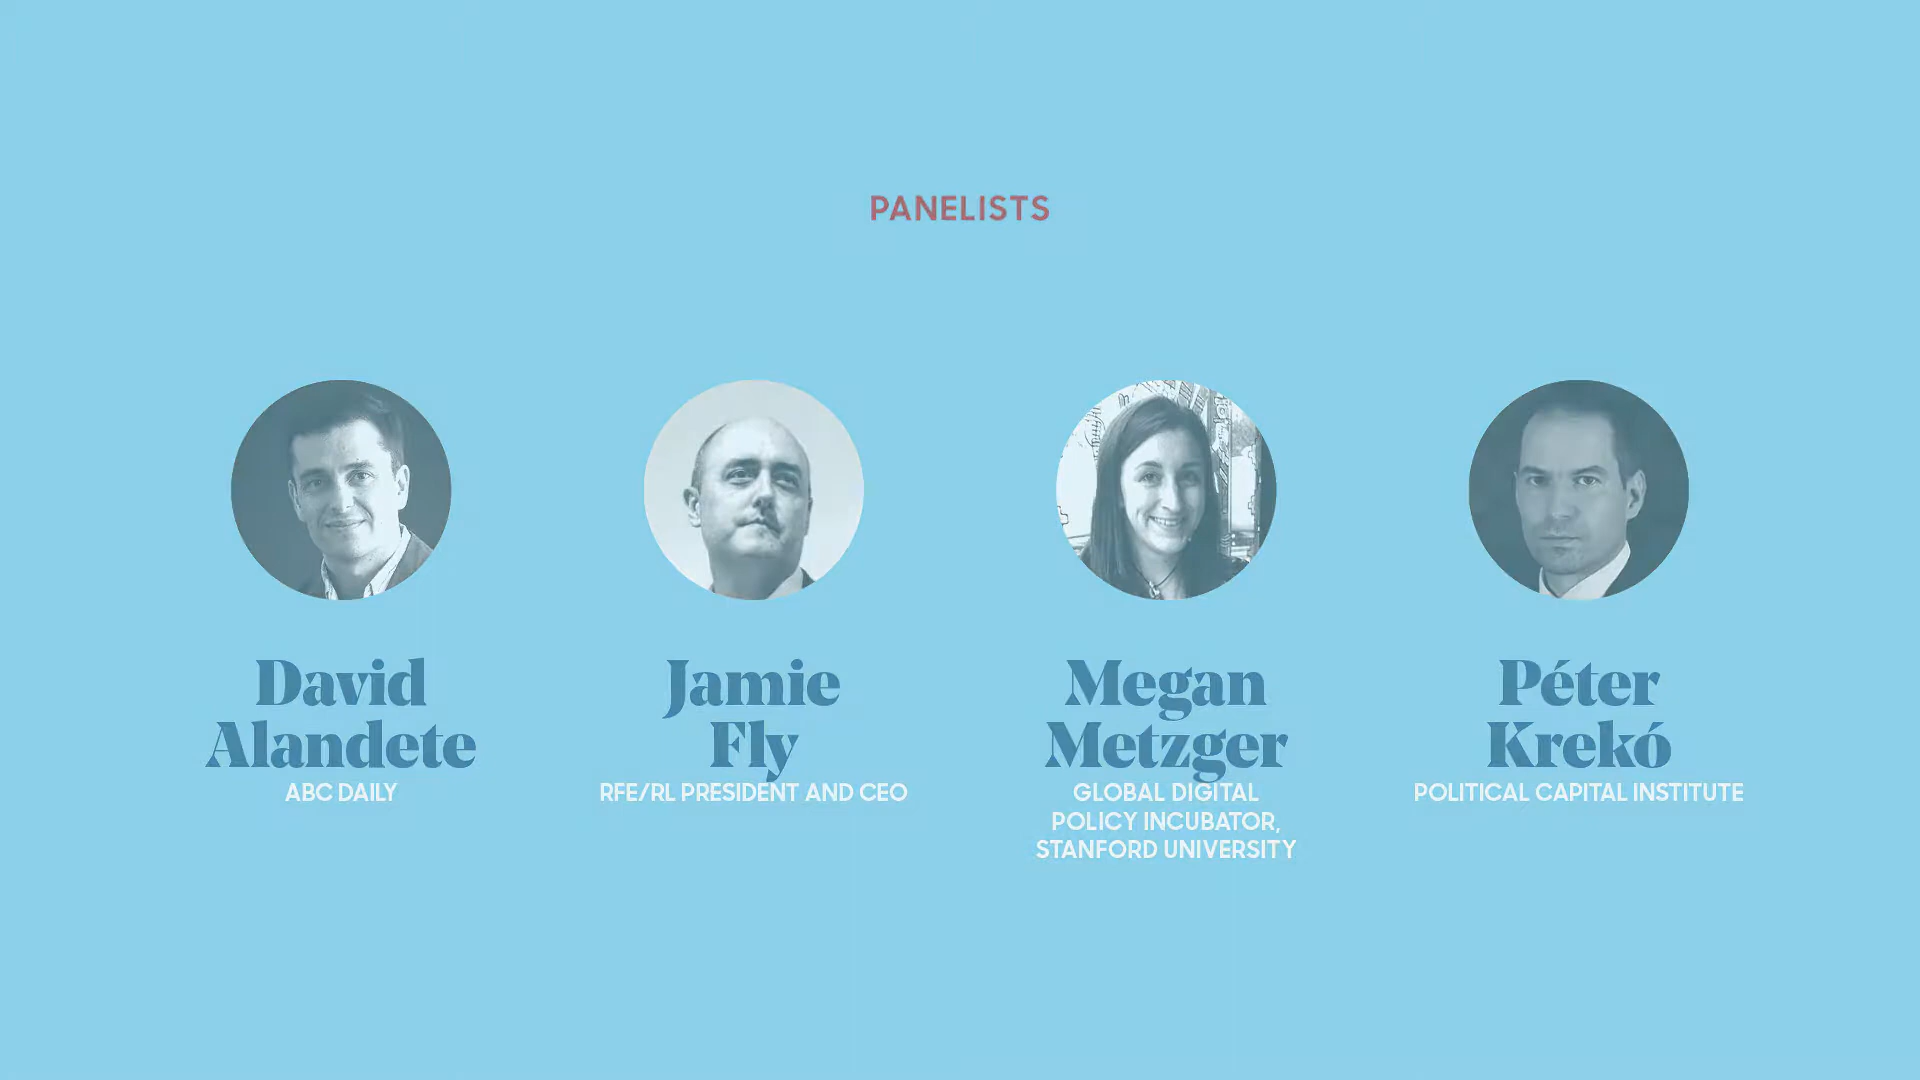 PANELISTS
David
Alandete
ABC DAILY
Jamie
Fly
RFE/RL PRESIDENT AND CEO
Megan
Metzger
GLOBAL DIGITAL
POLICY INCUBATOR,
STANFORD UNIVERSITY
Péter
Krekó
POLITICAL CAPITAL INSTITUTE